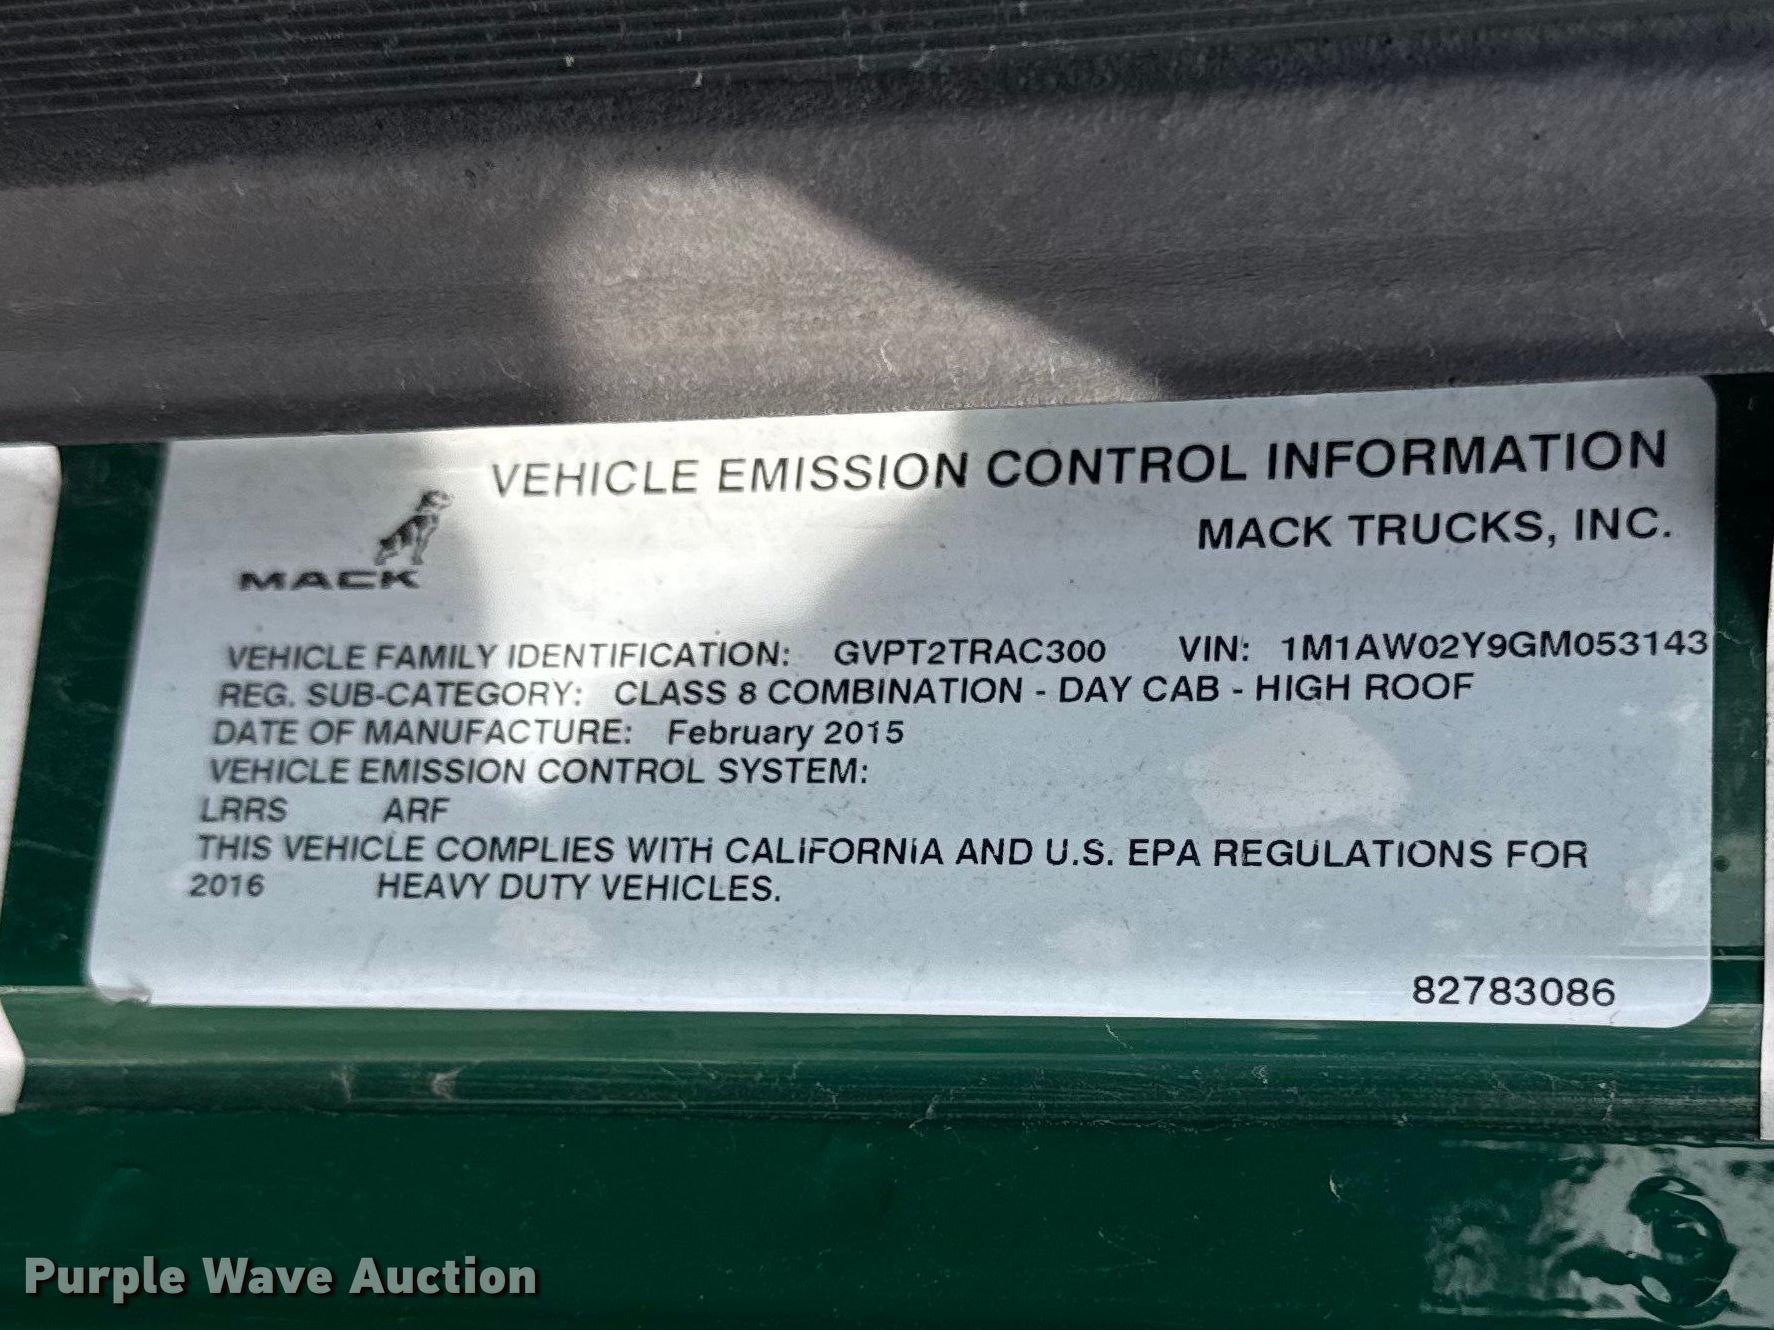 VEHICLE EMISSION CONTROL INFORMATION
MACK TRUCKS, INC.
MACK
VEHICLE FAMILY IDENTIFICATION: GVPT2TRAC300 VIN: 1M1AW02Y9GM053143
REG. SUB-CATEGORY: CLASS 8 COMBINATION - DAY CAB - HIGH ROOF
DATE OF MANUFACTURE: February 2015
VEHICLE EMISSION CONTROL SYSTEM:
LRRS ARF
THIS VEHICLE COMPLIES WITH CALIFORNIA AND U.S. EPA REGULATIONS FOR
2016 HEAVY DUTY VEHICLES.
82783086
Purple Wave Auction